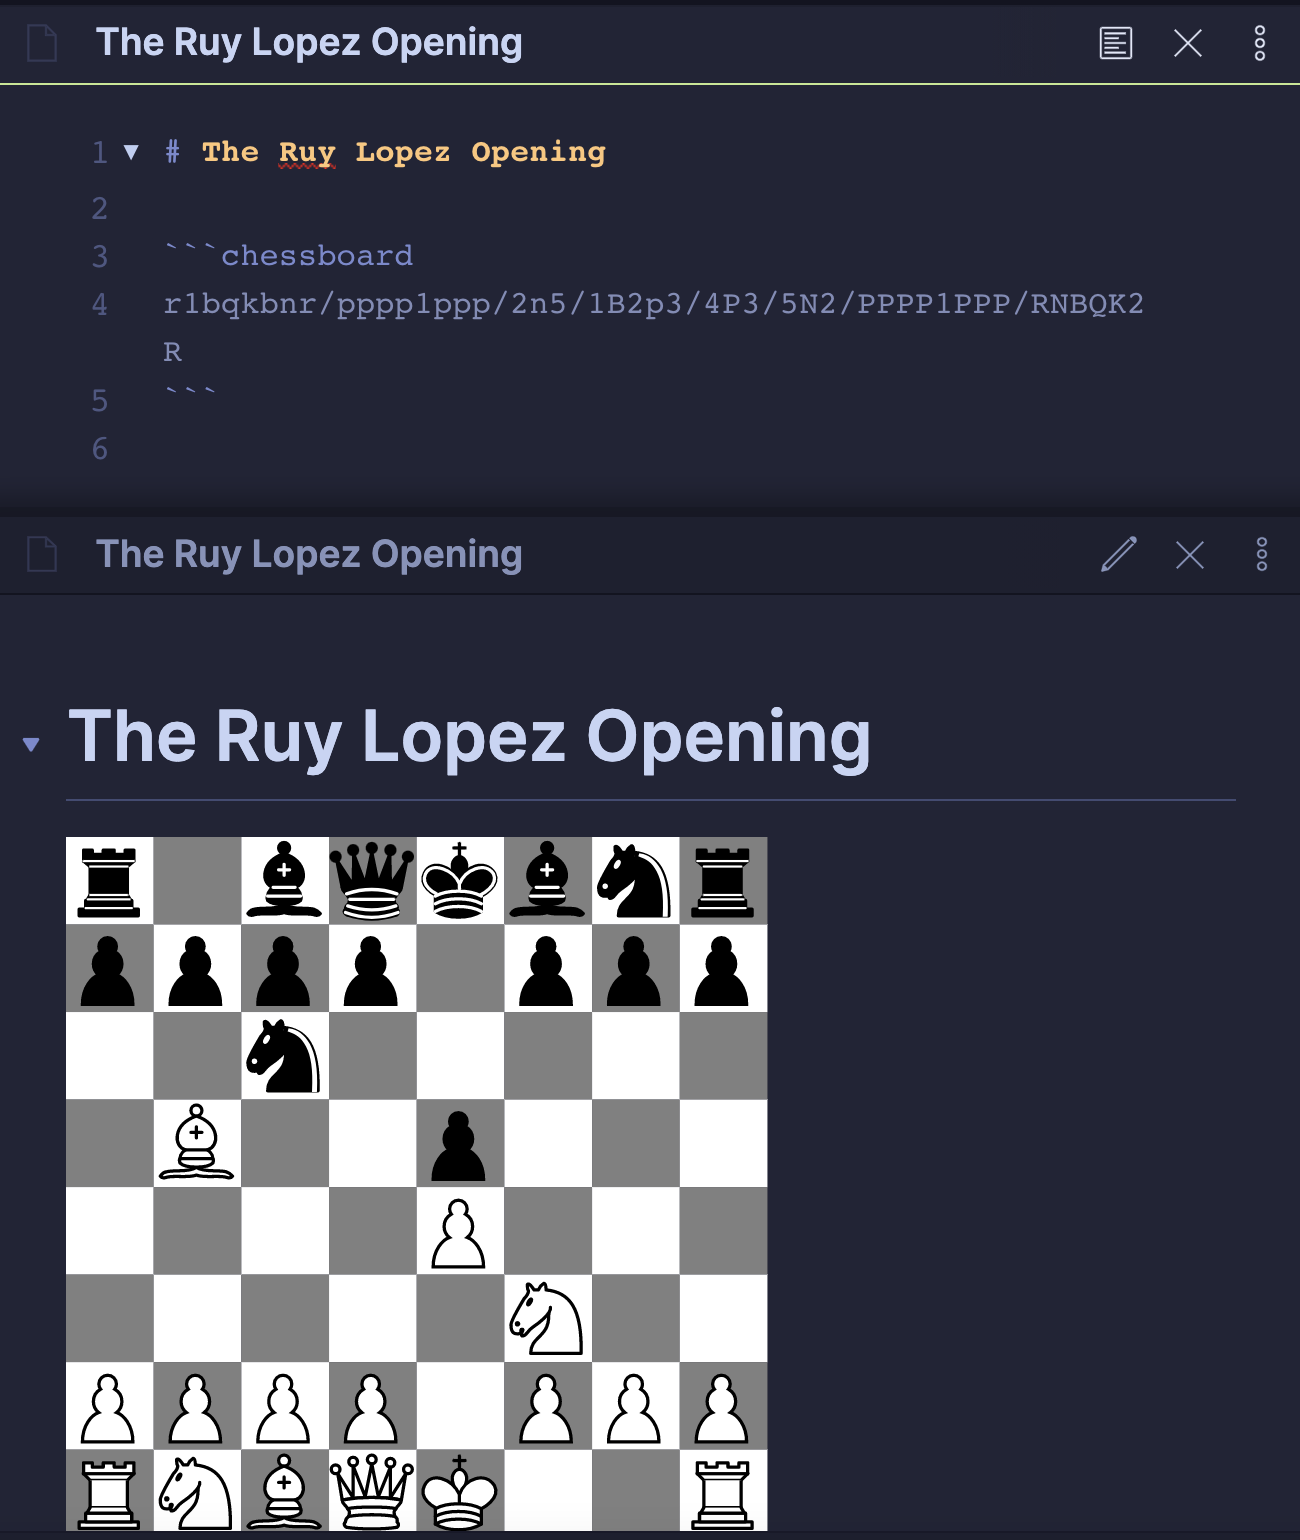 The Ruy Lopez Opening
1 # The Ruy Lopez Opening
2
3 ```chessboard
4 r1bqkbnr/pppp1ppp/2n5/1B2p3/4P3/5N2/PPPP1PPP/RNBQK2
R
5 ```
6
The Ruy Lopez Opening
The Ruy Lopez Opening